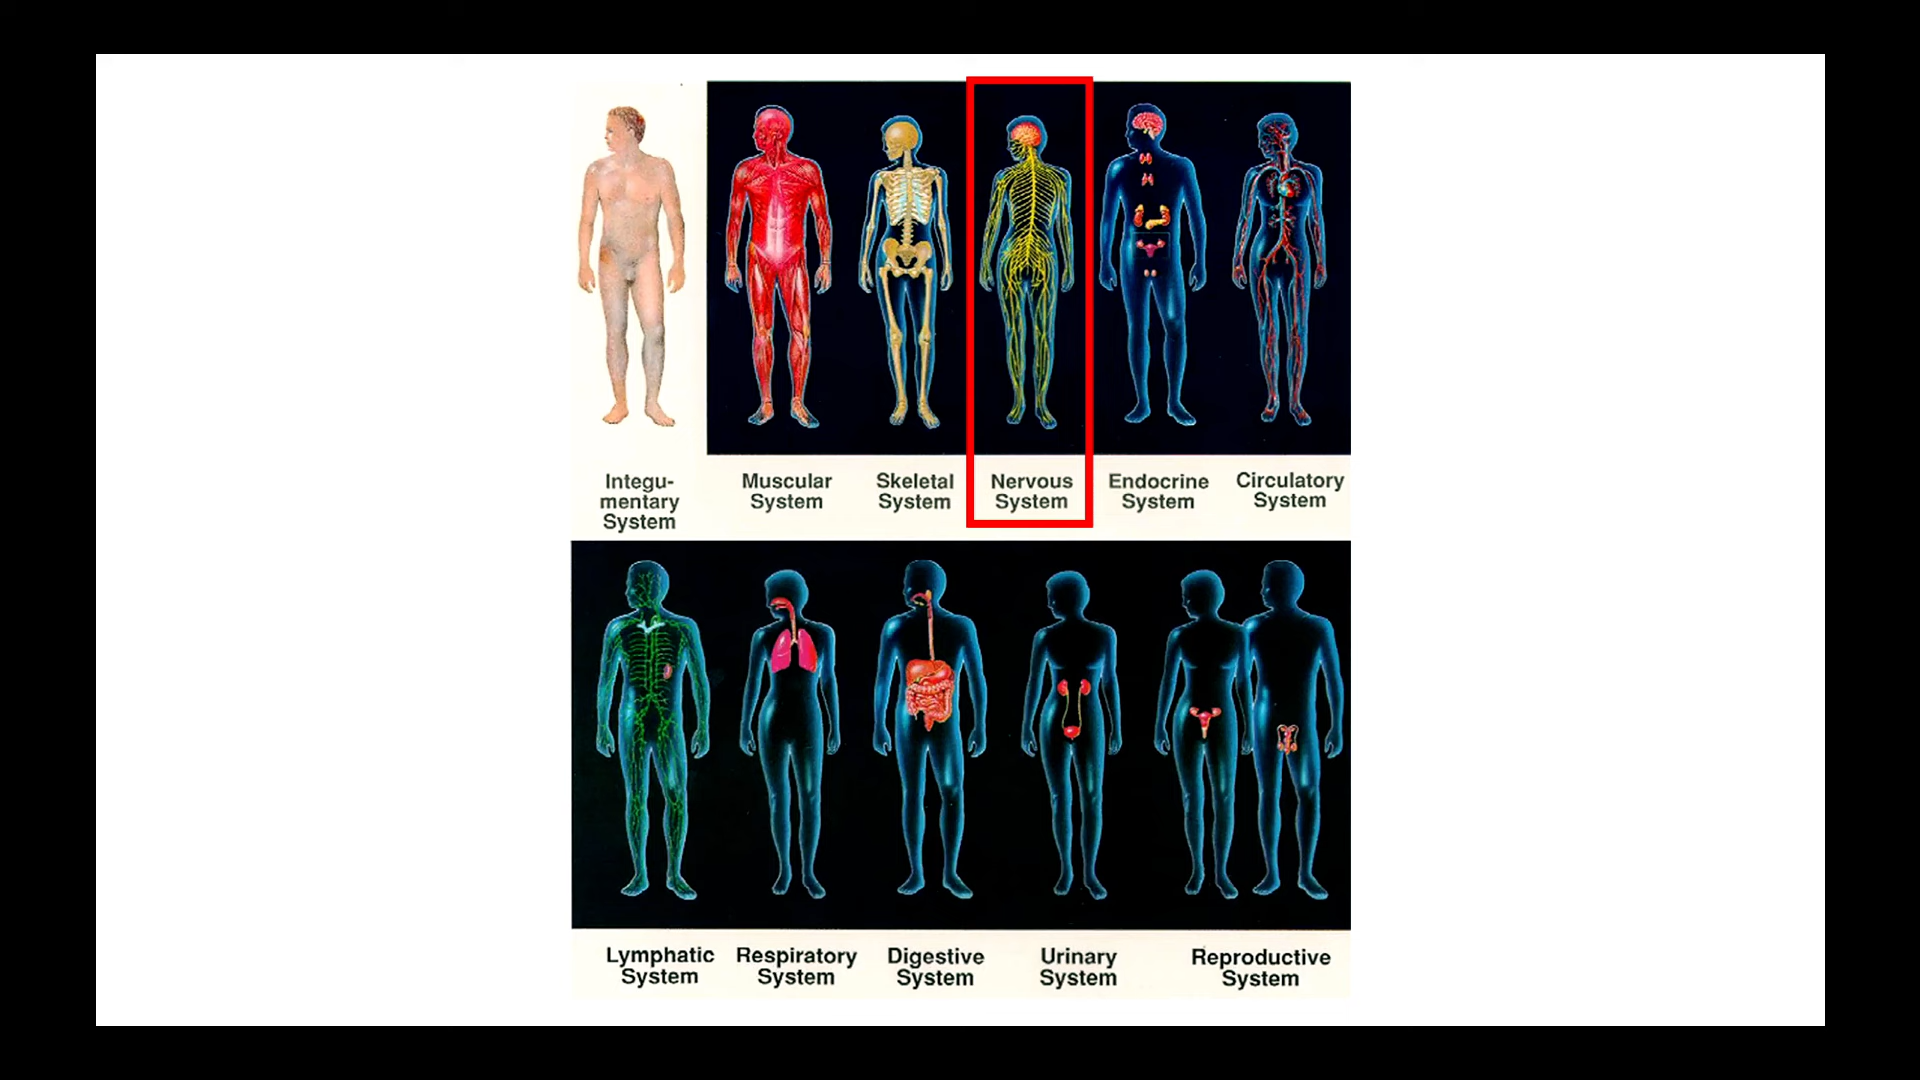 Integu-
mentary
System
Muscular
System
Skeletal
System
Nervous
System
Endocrine
System
Circulatory
System
Lymphatic
System
Respiratory
System
Digestive
System
Urinary
System
Reproductive
System